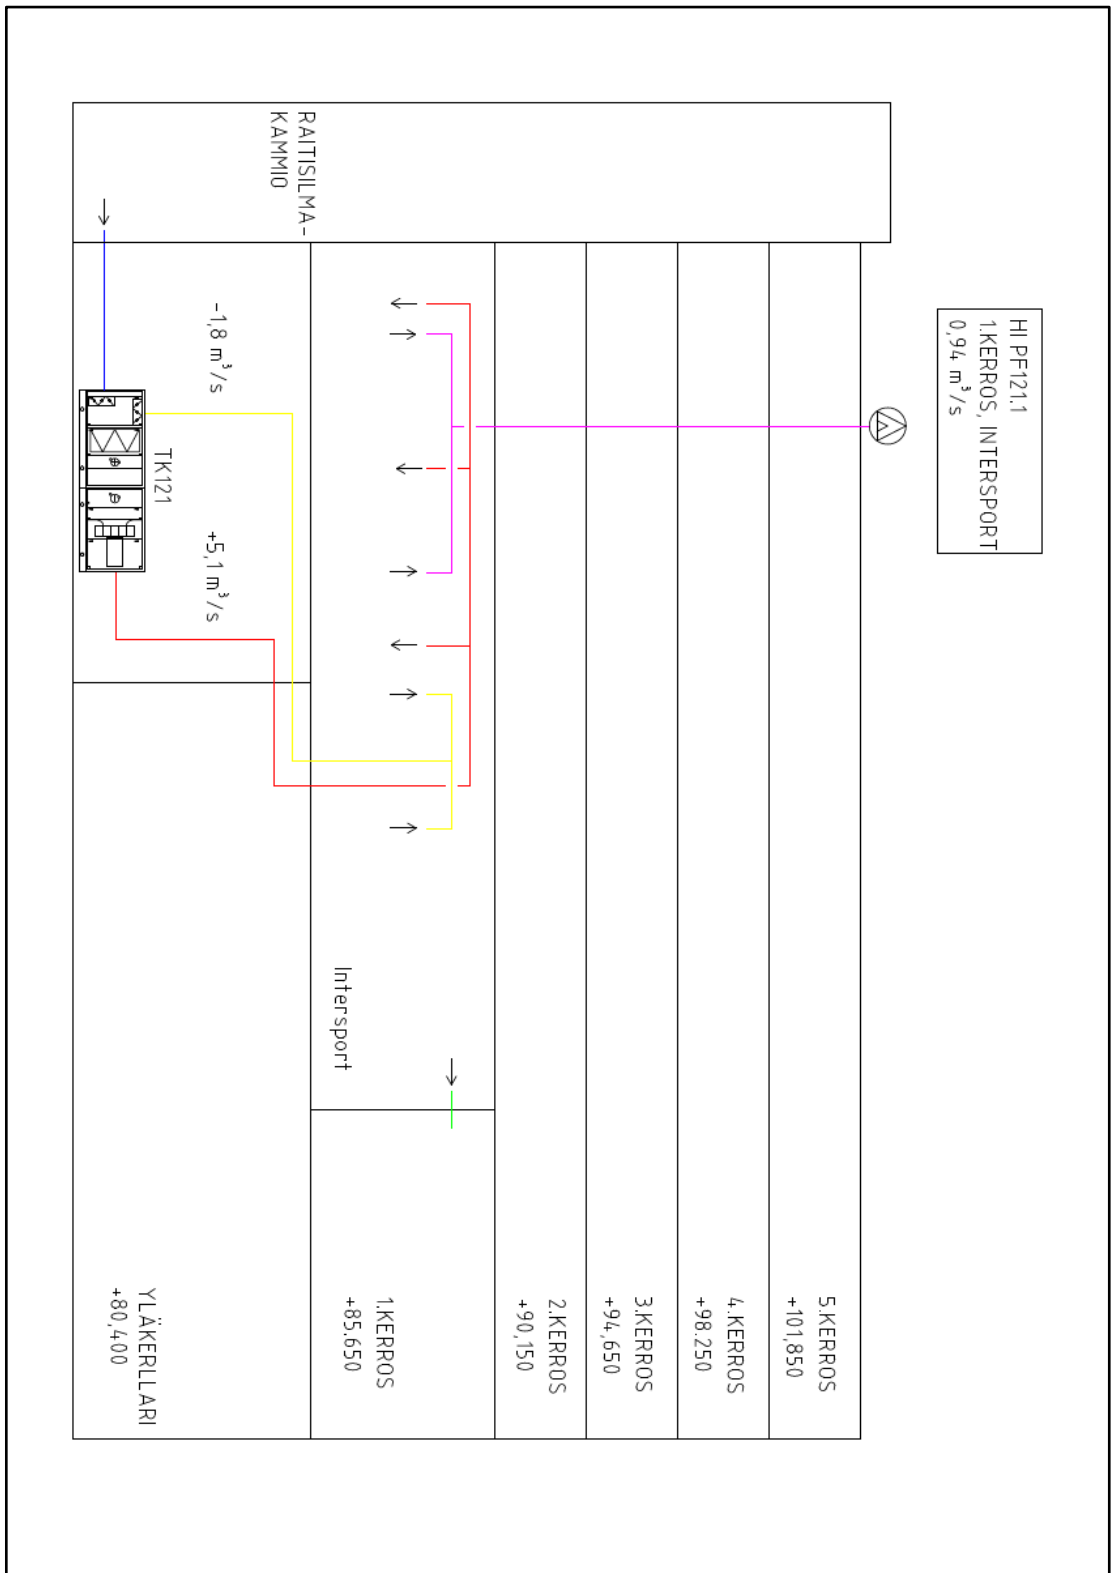 HI PF121.1
1.KERROS, INTERSPORT
0,94 m³/s
RAITISILMA-
KAMMIO
5.KERROS
+101,850
4.KERROS
+98.250
3.KERROS
+94,650
2.KERROS
+90,150
1.KERROS
+85.650
Intersport
-1,8 m³/s
TK121
+5,1 m³/s
YLÄKERLLARI
+80,400